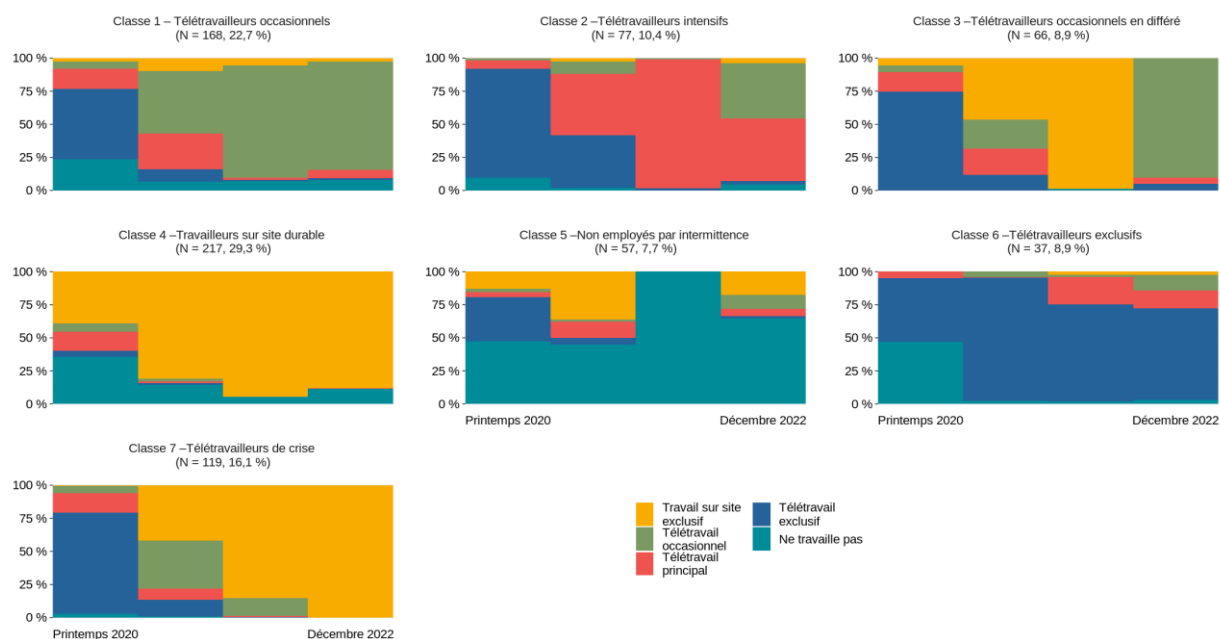 Classe 1 – Télétravailleurs occasionnels
(N = 168, 22,7 %)
100 %
75 %
50 %
25 %
0 %
Classe 2 –Télétravailleurs intensifs
(N = 77, 10,4 %)
100 %
75 %
50 %
25 %
0 %
Classe 3 –Télétravailleurs occasionnels en différé
(N = 66, 8,9 %)
100 %
75 %
50 %
25 %
0 %
Classe 4 –Travailleurs sur site durable
(N = 217, 29,3 %)
100 %
75 %
50 %
25 %
0 %
Classe 5 –Non employés par intermittence
(N = 57, 7,7 %)
100 %
75 %
50 %
25 %
0 %
Printemps 2020
Décembre 2022
Classe 6 –Télétravailleurs exclusifs
(N = 37, 8,9 %)
100 %
75 %
50 %
25 %
0 %
Printemps 2020
Décembre 2022
Classe 7 –Télétravailleurs de crise
(N = 119, 16,1 %)
100 %
75 %
50 %
25 %
0 %
Printemps 2020
Décembre 2022
Travail sur site
exclusif
Télétravail
occasionnel
Télétravail
principal
Télétravail
exclusif
Ne travaille pas